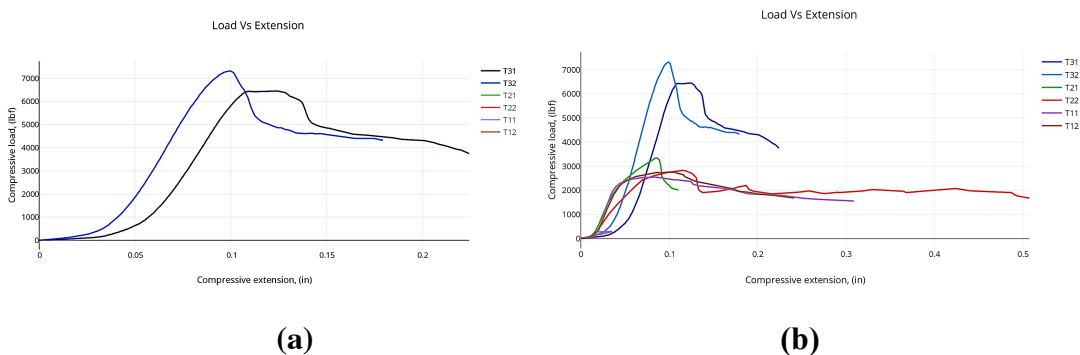 Load Vs Extension
Compressive load, (lbf)
7000
6000
5000
4000
3000
2000
1000
0
0
0.05
0.1
0.15
0.2
Compressive extension, (in)
T31
T32
T21
T22
T11
T12
(a)
Load Vs Extension
Compressive load, (lbf)
7000
6000
5000
4000
3000
2000
1000
0
0
0.1
0.2
0.3
0.4
0.5
Compressive extension, (in)
T31
T32
T21
T22
T11
T12
(b)